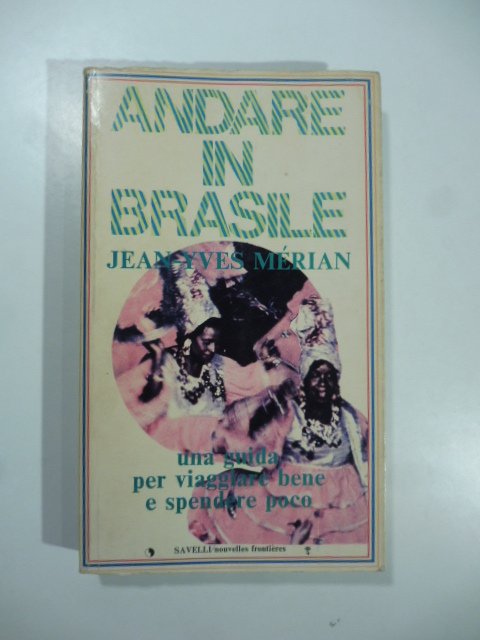 ANDARE
IN
BRASILE
JEAN-YVES MÉRIAN
una guida
per viaggiare bene
e spendere poco
SAVELLI/nouvelles frontières